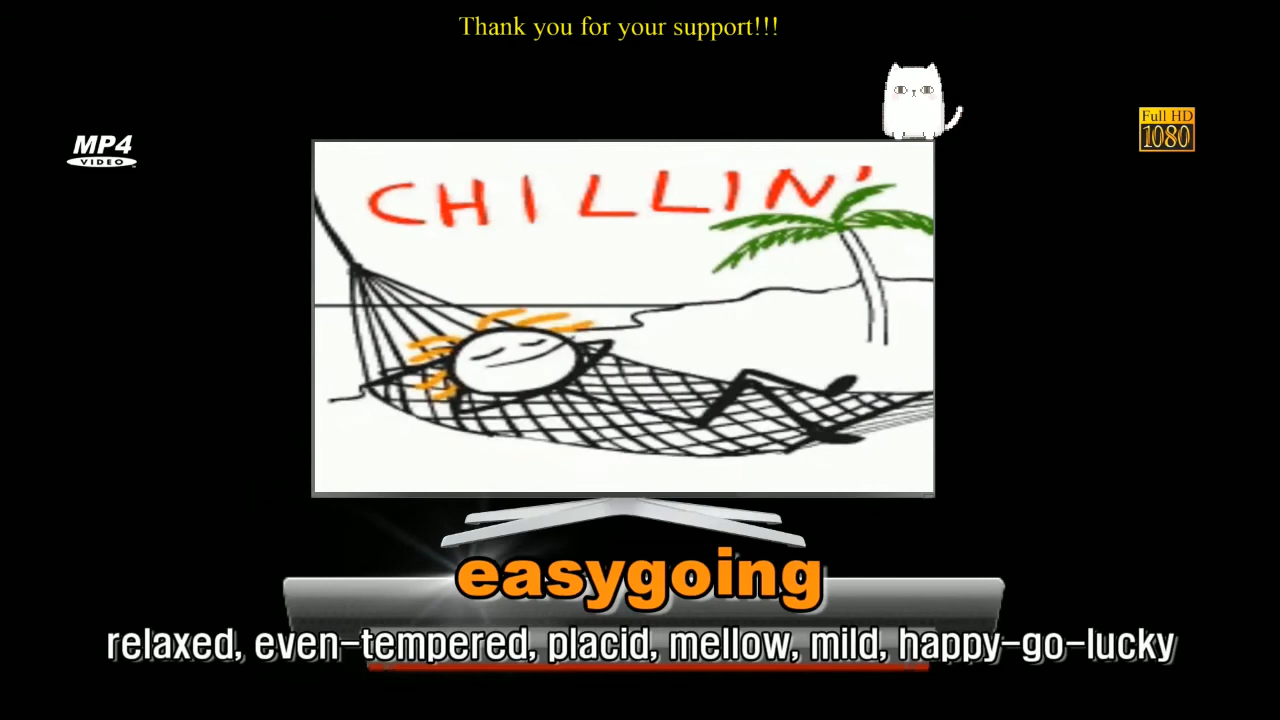 Thank you for your support!!!
MP4
VIDEO
Full HD
1080
CHILLIN'
easygoing
relaxed, even-tempered, placid, mellow, mild, happy-go-lucky